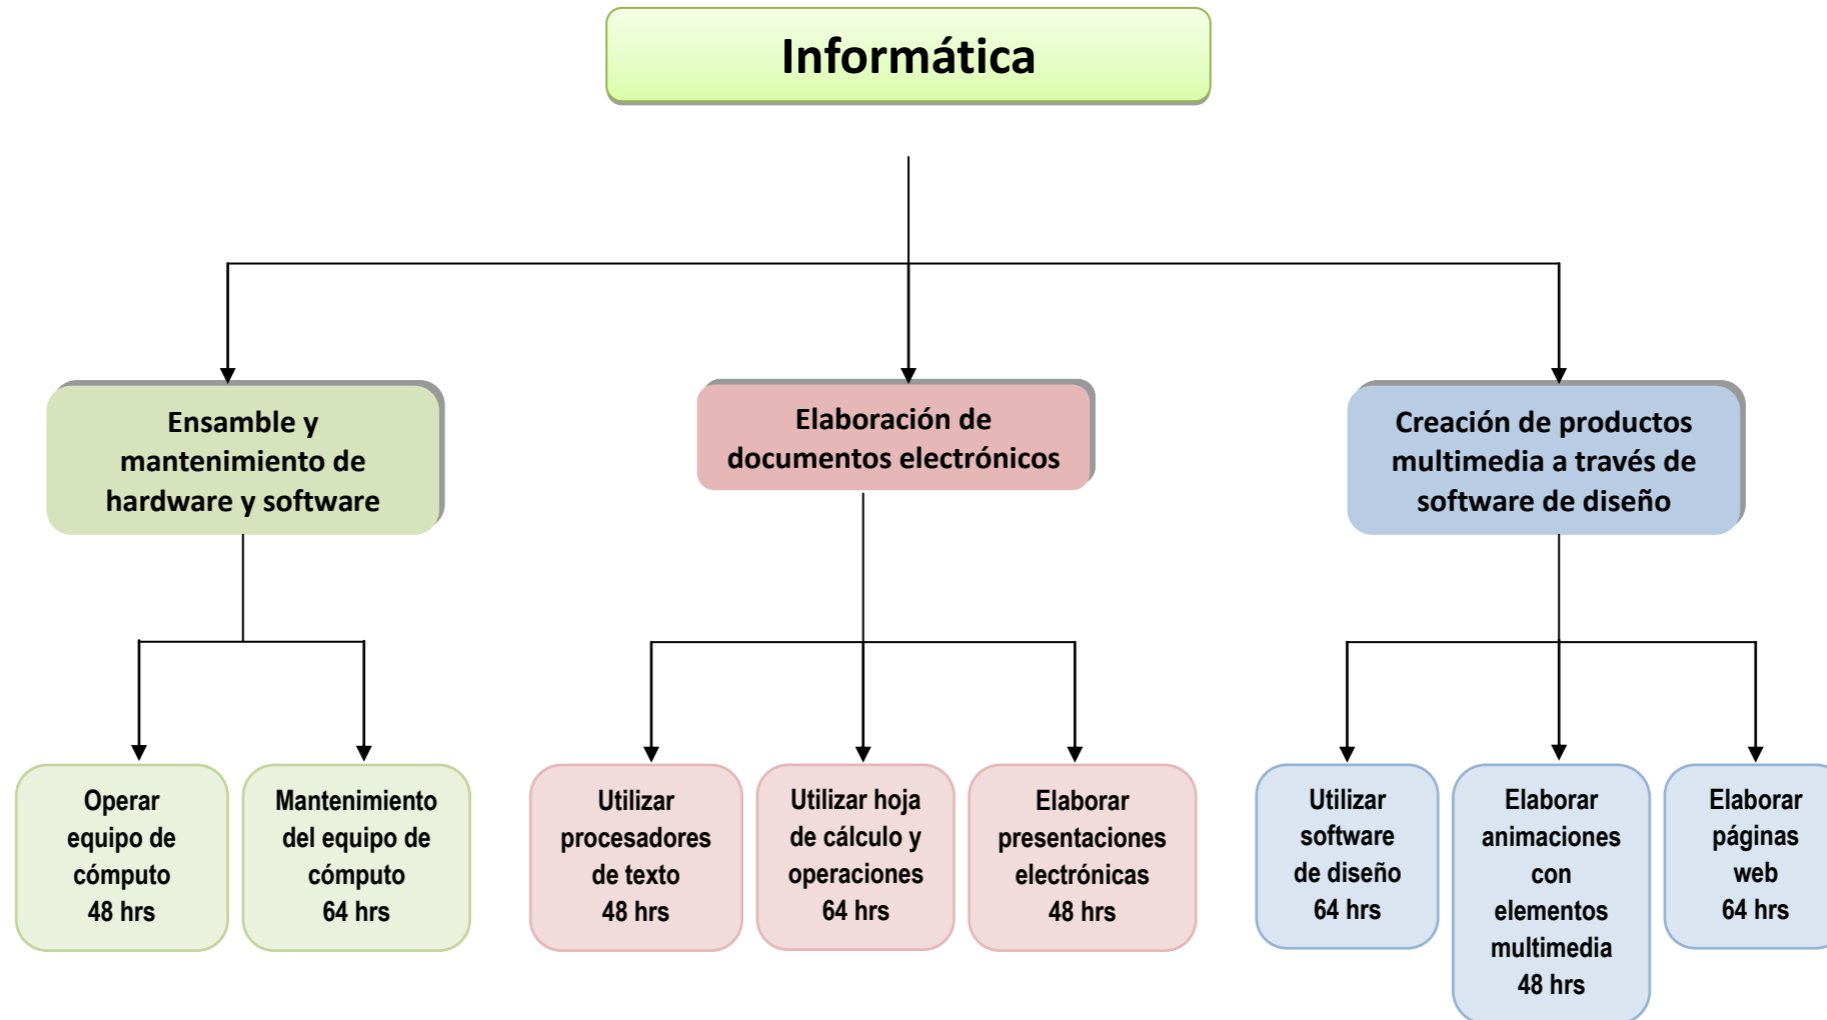 Informática
Ensamble y
mantenimiento de
hardware y software
Elaboración de
documentos electrónicos
Creación de productos
multimedia a través de
software de diseño
Operar
equipo de
cómputo
48 hrs
Mantenimiento
del equipo de
cómputo
64 hrs
Utilizar
procesadores
de texto
48 hrs
Utilizar hoja
de cálculo y
operaciones
64 hrs
Elaborar
presentaciones
electrónicas
48 hrs
Utilizar
software
de diseño
64 hrs
Elaborar
animaciones
con
elementos
multimedia
48 hrs
Elaborar
páginas
web
64 hrs